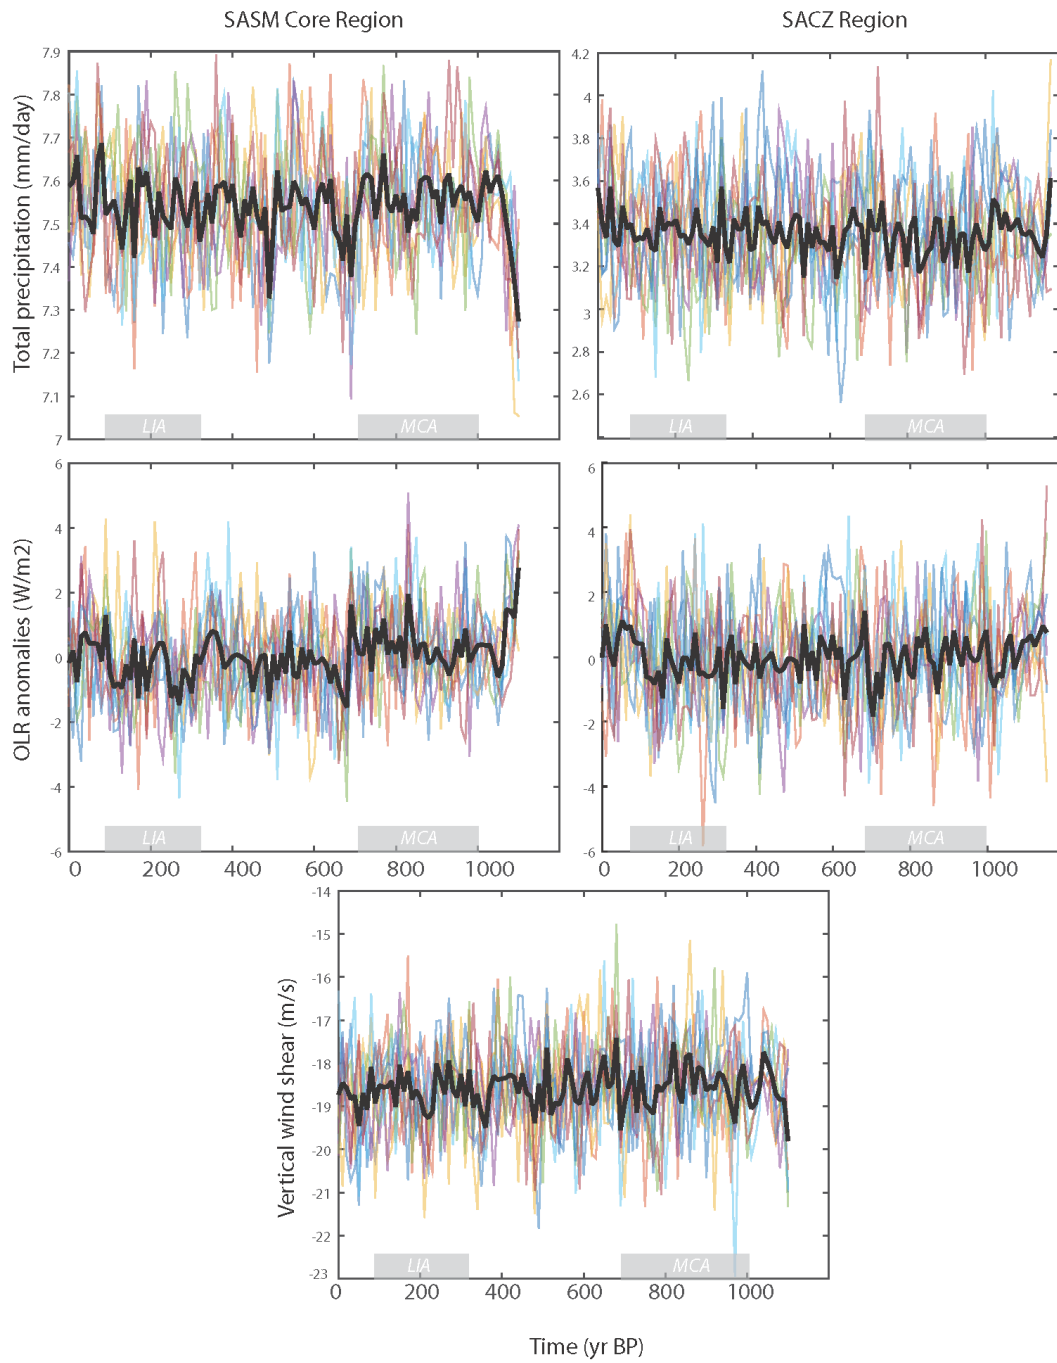 SASM Core Region
SACZ Region
Total precipitation (mm/day)
7.9
7.8
7.7
7.6
7.5
7.4
7.3
7.2
7.1
7
LIA
MCA
4.2
4
3.8
3.6
3.4
3.2
3
2.8
2.6
LIA
MCA
OLR anomalies (W/m2)
6
4
2
0
-2
-4
-6
LIA
MCA
0 200 400 600 800 1000
6
4
2
0
-2
-4
-6
LIA
MCA
0 200 400 600 800 1000
Vertical wind shear (m/s)
-14
-15
-16
-17
-18
-19
-20
-21
-22
-23
LIA
MCA
0 200 400 600 800 1000
Time (yr BP)